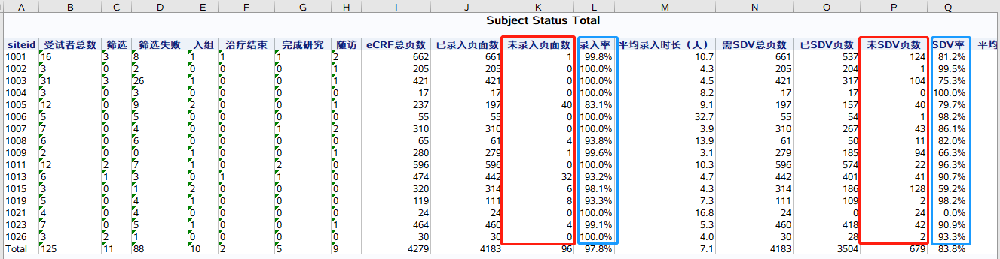 A B C D E F G H I J K L M N O P Q
Subject Status Total
siteid 受试者总数 筛选 筛选失败 入组 治疗结束 完成研究 随访 eCRF总页数 已录入页面数 未录入页面数 录入率 平均录入时长（天） 需SDV总页数 已SDV页数 未SDV页数 SDV率 平均
1001 16 3 8 1 1 1 2 662 661 1 99.8% 10.7 661 537 124 81.2%
1002 3 0 2 0 0 0 1 205 205 0 100.0% 4.3 205 204 1 99.5%
1003 31 3 26 1 0 0 1 421 421 0 100.0% 4.5 421 317 104 75.3%
1004 3 0 3 0 0 0 0 17 17 0 100.0% 8.2 17 17 0 100.0%
1005 12 0 9 2 0 0 1 237 197 40 83.1% 9.1 197 157 40 79.7%
1006 5 0 5 0 0 0 0 55 55 0 100.0% 32.7 55 54 1 98.2%
1007 7 0 4 0 0 1 2 310 310 0 100.0% 3.9 310 267 43 86.1%
1008 6 0 6 0 0 0 0 65 61 4 93.8% 13.9 61 50 11 82.0%
1009 2 0 0 1 0 0 1 280 279 1 99.6% 3.1 279 185 94 66.3%
1011 12 2 7 1 0 2 0 596 596 0 100.0% 10.3 596 574 22 96.3%
1013 6 1 3 0 1 1 0 474 442 32 93.2% 4.7 442 401 41 90.7%
1015 3 0 1 2 0 0 0 320 314 6 98.1% 4.3 314 186 128 59.2%
1019 5 0 4 1 0 0 0 119 111 8 93.3% 7.3 111 109 2 98.2%
1021 4 0 4 0 0 0 0 24 24 0 100.0% 16.8 24 0 24 0.0%
1023 7 0 5 1 0 0 1 464 460 4 99.1% 5.3 460 418 42 90.9%
1026 3 2 1 0 0 0 0 30 30 0 100.0% 4.0 30 28 2 93.3%
Total 125 11 88 10 2 5 9 4279 4183 96 97.8% 7.1 4183 3504 679 83.8%